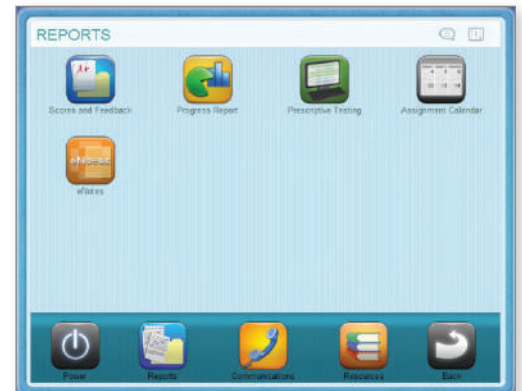 REPORTS
A+
Scores and Feedback
Progress Report
Prescriptive Testing
Assignment Calendar
eNotes
Power
Reports
Communications
Resources
Back